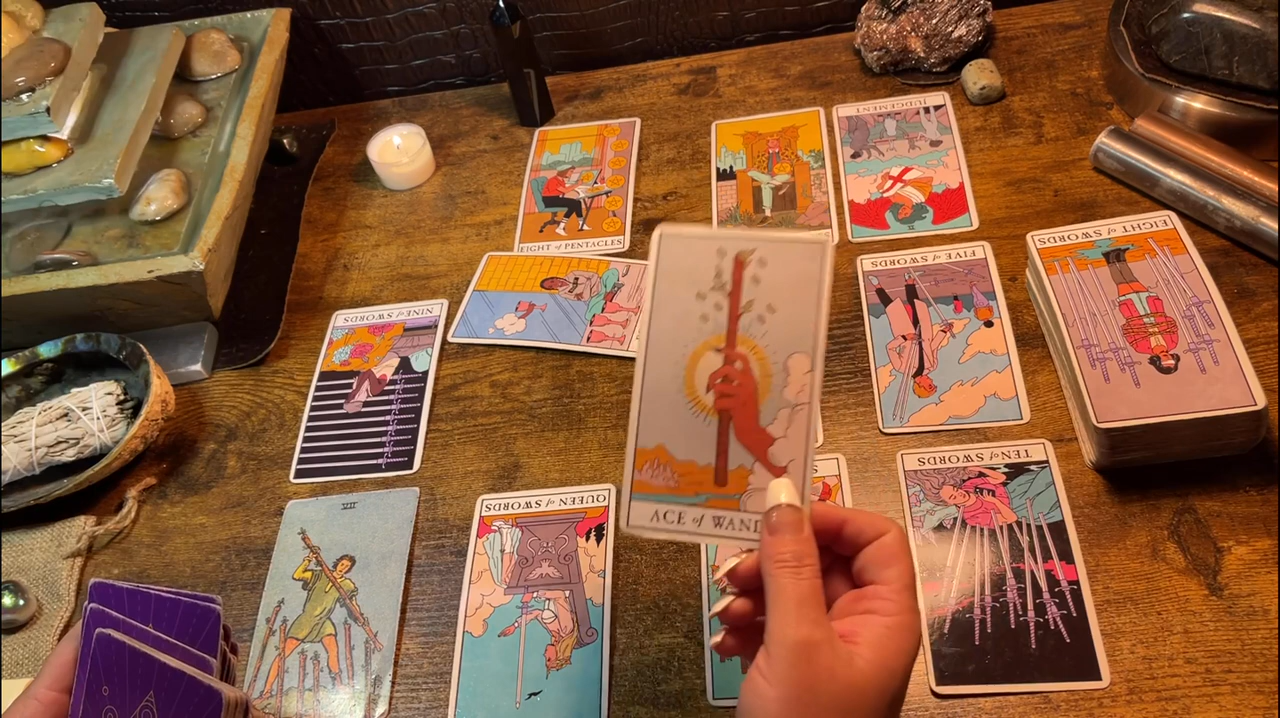 JUDGEMENT
XX
EIGHT of PENTACLES
EIGHT of SWORDS
FIVE of SWORDS
NINE of SWORDS
ACE of WAND
TEN of SWORDS
QUEEN of SWORDS
VII